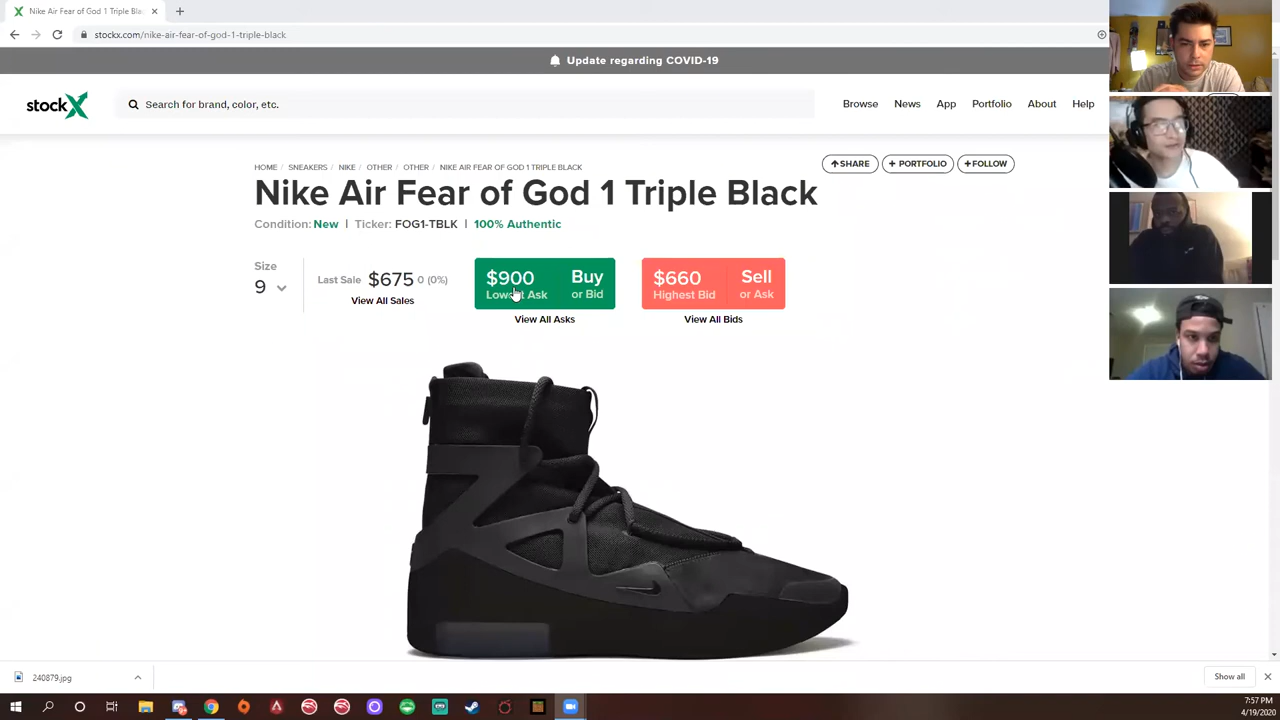 Nike Air Fear of God 1 Triple Bla
stockx.com/nike-air-fear-of-god-1-triple-black
Update regarding COVID-19
stockX
Search for brand, color, etc.
Browse News App Portfolio About Help
HOME / SNEAKERS / NIKE / OTHER / OTHER / NIKE AIR FEAR OF GOD 1 TRIPLE BLACK
SHARE + PORTFOLIO +FOLLOW
Nike Air Fear of God 1 Triple Black
Condition: New | Ticker: FOG1-TBLK | 100% Authentic
Size
9
Last Sale $675 0 (0%)
View All Sales
$900 Buy
Lowest Ask or Bid
View All Asks
$660 Sell
Highest Bid or Ask
View All Bids
240879.jpg
Show all
7:57 PM
4/19/2020